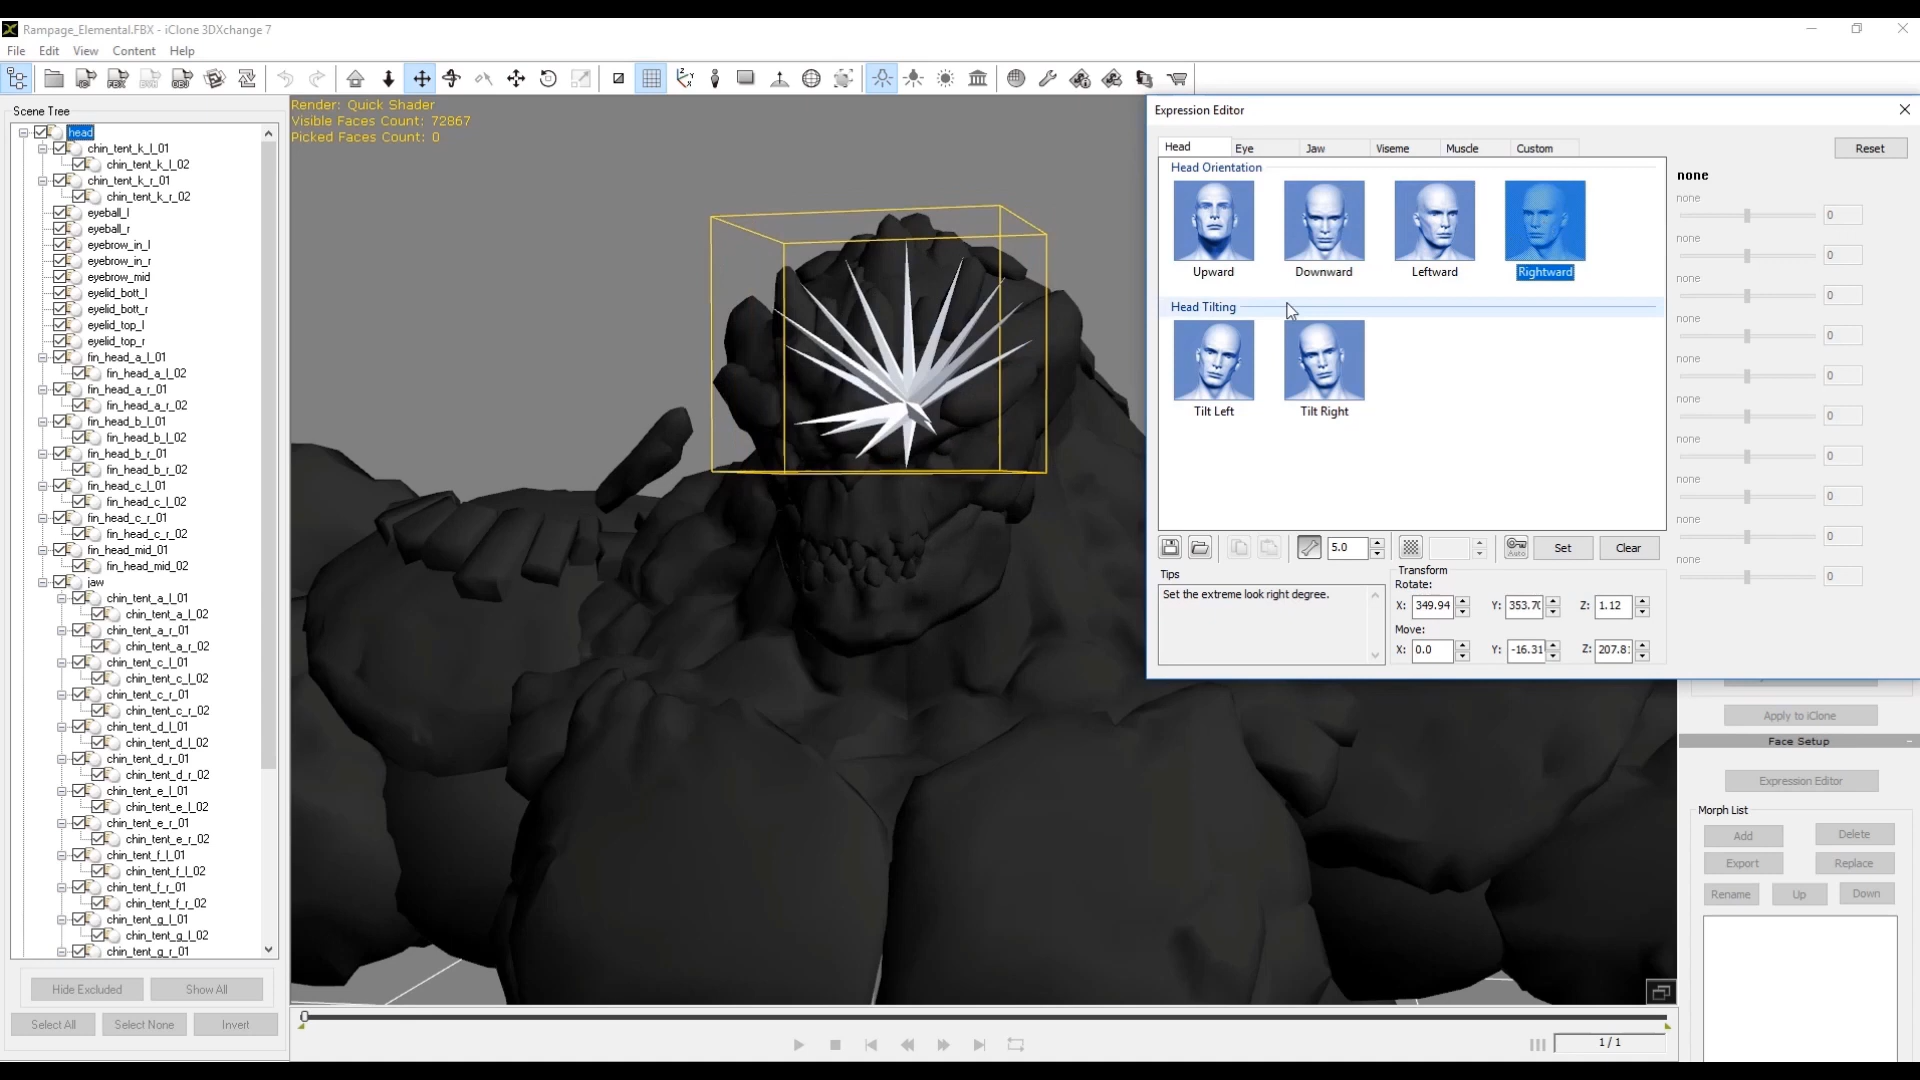 Rampage_Elemental.FBX - iClone 3DXchange 7
File Edit View Content Help
Scene Tree
head
chin_tent_k_l_01
chin_tent_k_l_02
chin_tent_k_r_01
chin_tent_k_r_02
eyeball_l
eyeball_r
eyebrow_in_l
eyebrow_in_r
eyebrow_mid
eyelid_bott_l
eyelid_bott_r
eyelid_top_l
eyelid_top_r
fin_head_a_l_01
fin_head_a_l_02
fin_head_a_r_01
fin_head_a_r_02
fin_head_b_l_01
fin_head_b_l_02
fin_head_b_r_01
fin_head_b_r_02
fin_head_c_l_01
fin_head_c_l_02
fin_head_c_r_01
fin_head_c_r_02
fin_head_mid_01
fin_head_mid_02
jaw
chin_tent_a_l_01
chin_tent_a_l_02
chin_tent_a_r_01
chin_tent_a_r_02
chin_tent_c_l_01
chin_tent_c_l_02
chin_tent_c_r_01
chin_tent_c_r_02
chin_tent_d_l_01
chin_tent_d_l_02
chin_tent_d_r_01
chin_tent_d_r_02
chin_tent_e_l_01
chin_tent_e_l_02
chin_tent_e_r_01
chin_tent_e_r_02
chin_tent_f_l_01
chin_tent_f_l_02
chin_tent_f_r_01
chin_tent_f_r_02
chin_tent_g_l_01
chin_tent_g_l_02
chin_tent_g_r_01
Hide Excluded Show All
Select All Select None Invert
Render: Quick Shader
Visible Faces Count: 72867
Picked Faces Count: 0
Expression Editor
Head Eye Jaw Viseme Muscle Custom
Reset
Head Orientation
Upward Downward Leftward Rightward
Head Tilting
Tilt Left Tilt Right
none
none
0
none
0
none
0
none
0
none
0
none
0
none
0
none
0
none
0
none
0
5.0
Auto
Set Clear
Tips
Set the extreme look right degree.
Transform
Rotate:
X: 349.94 Y: 353.70 Z: 1.12
Move:
X: 0.0 Y: -16.31 Z: 207.8
Apply to iClone
Face Setup
Expression Editor
Morph List
Add Delete
Export Replace
Rename Up Down
1 / 1